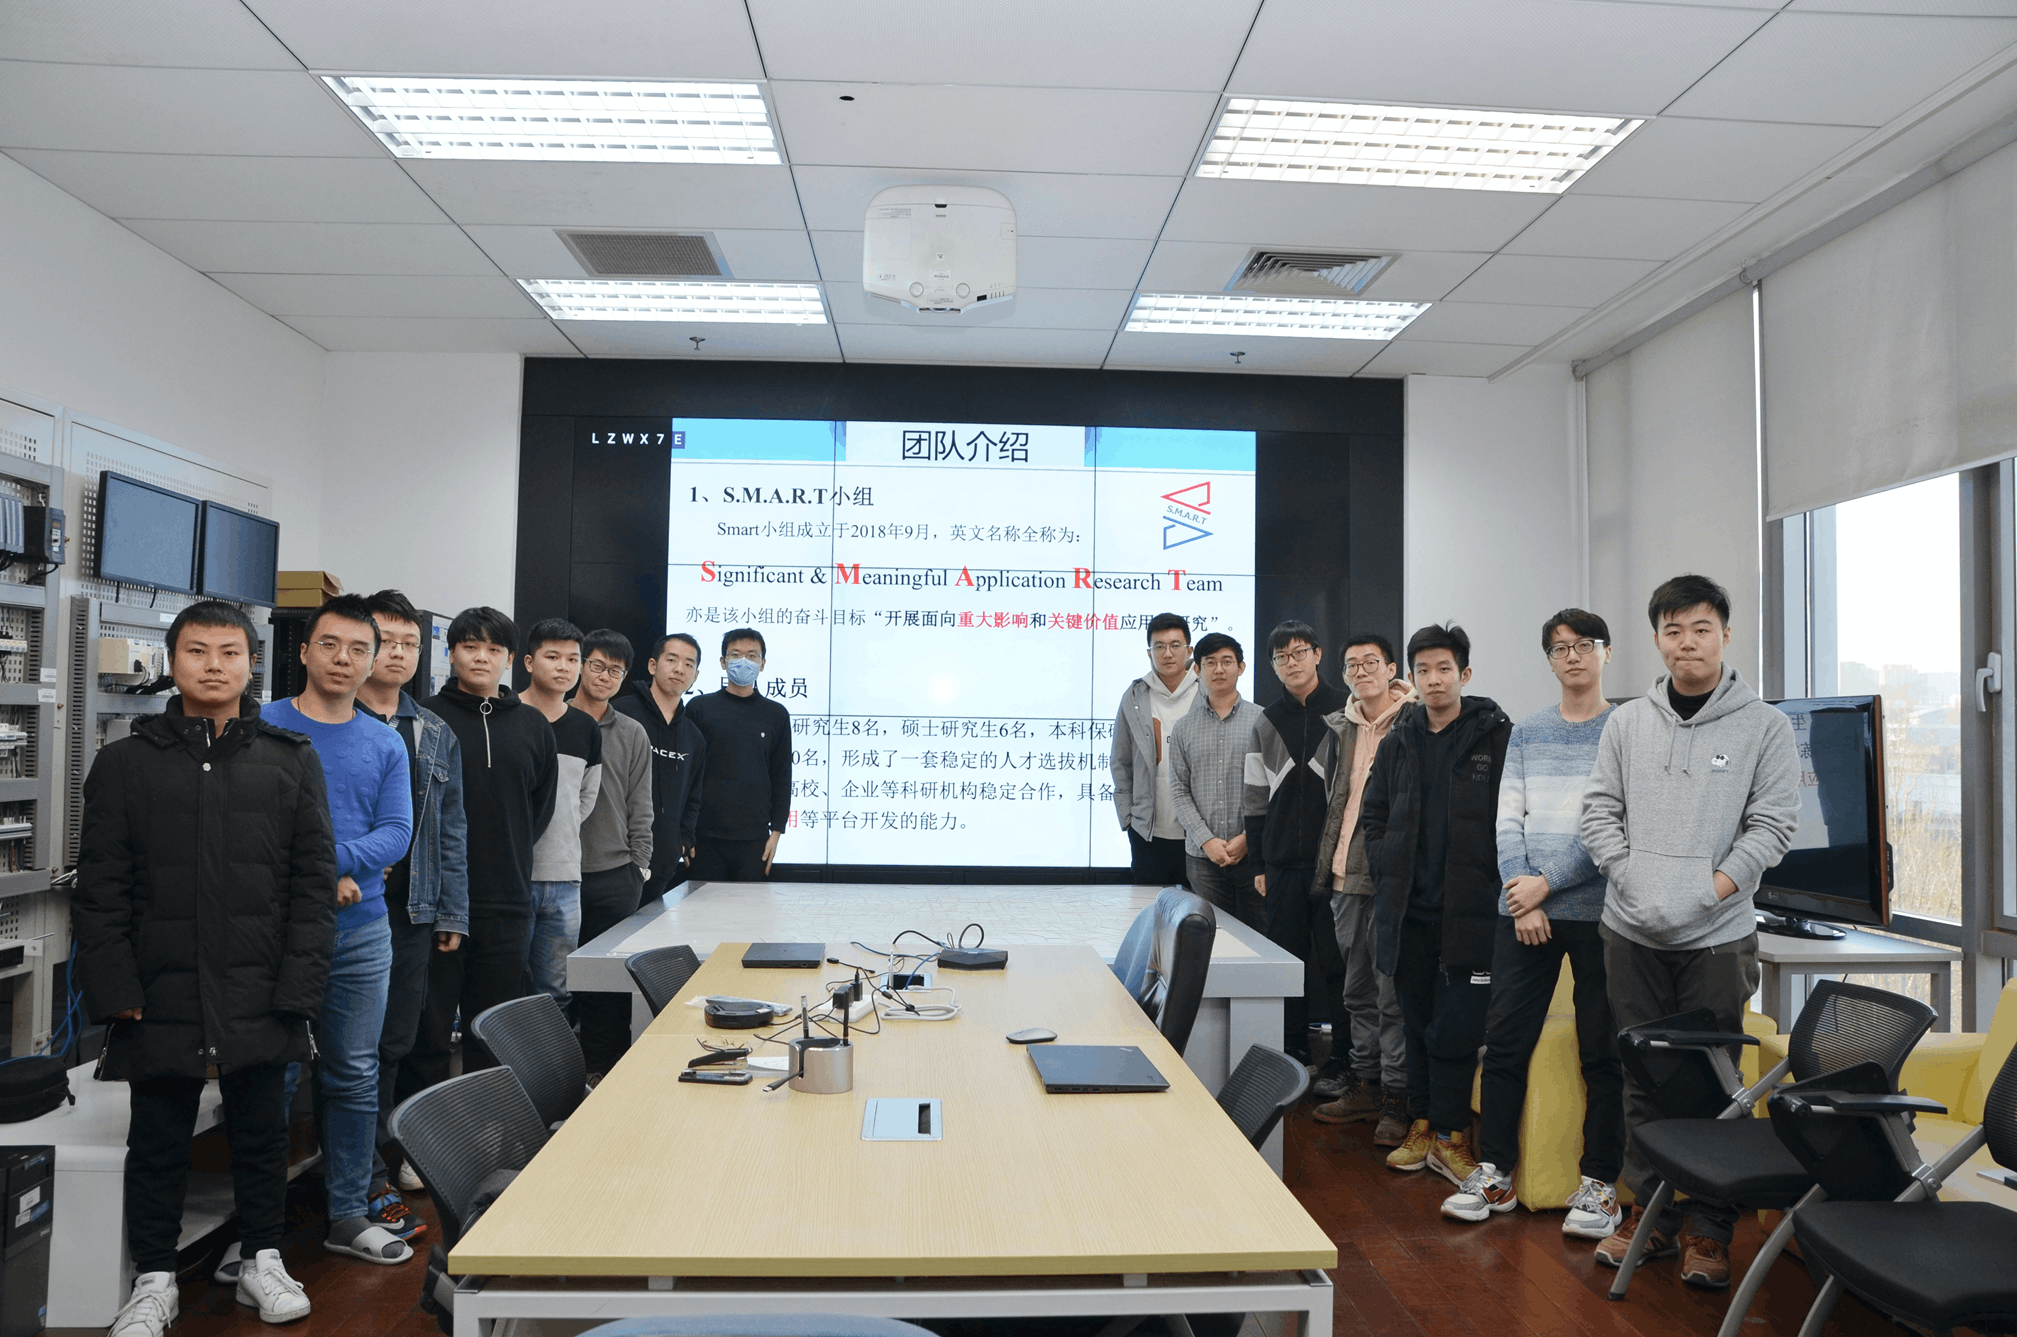 LZWX7E
团队介绍
1、S.M.A.R.T小组
S.M.A.R.T
Smart小组成立于2018年9月，英文名称全称为：
Significant & Meaningful Application Research Team
亦是该小组的奋斗目标“开展面向重大影响和关键价值应用 研究”。
2、 成员
研究生8名，硕士研究生6名，本科保
0名，形成了一套稳定的人才选拔机制
高校、企业等科研机构稳定合作，具备
用等平台开发的能力。
ACEX
WORK
GO